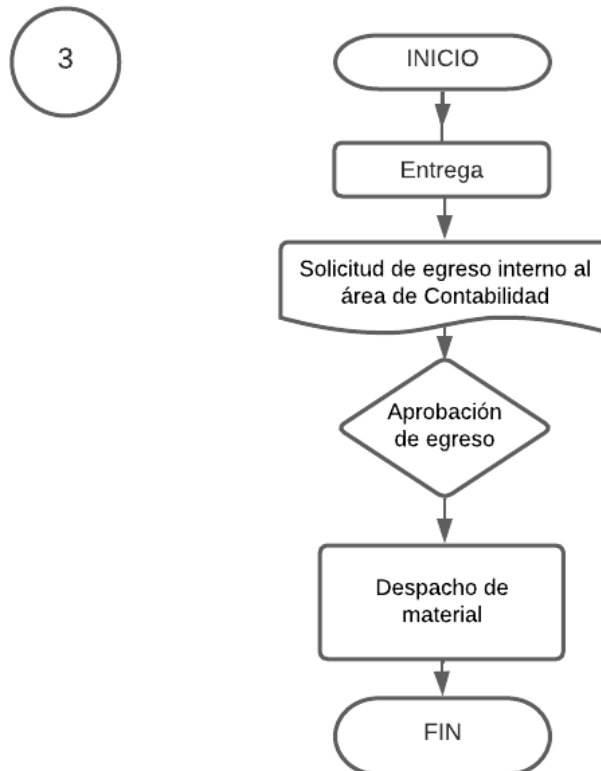 3
INICIO
Entrega
Solicitud de egreso interno al
área de Contabilidad
Aprobación
de egreso
Despacho de
material
FIN